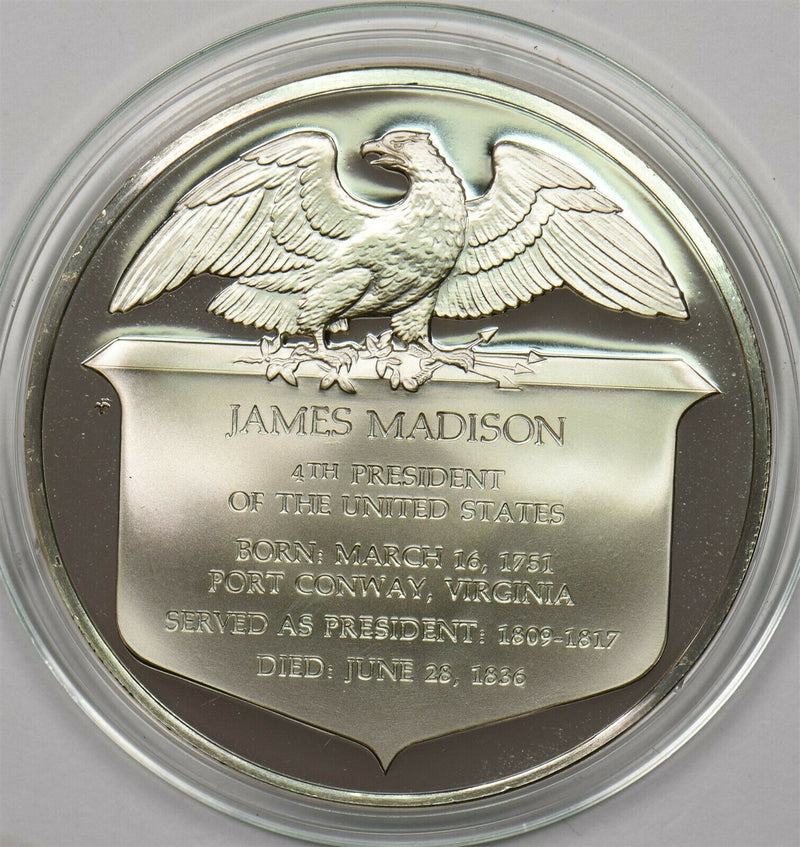 JAMES MADISON
4TH PRESIDENT
OF THE UNITED STATES
BORN: MARCH 16, 1751
PORT CONWAY, VIRGINIA
SERVED AS PRESIDENT: 1809-1817
DIED: JUNE 28, 1836